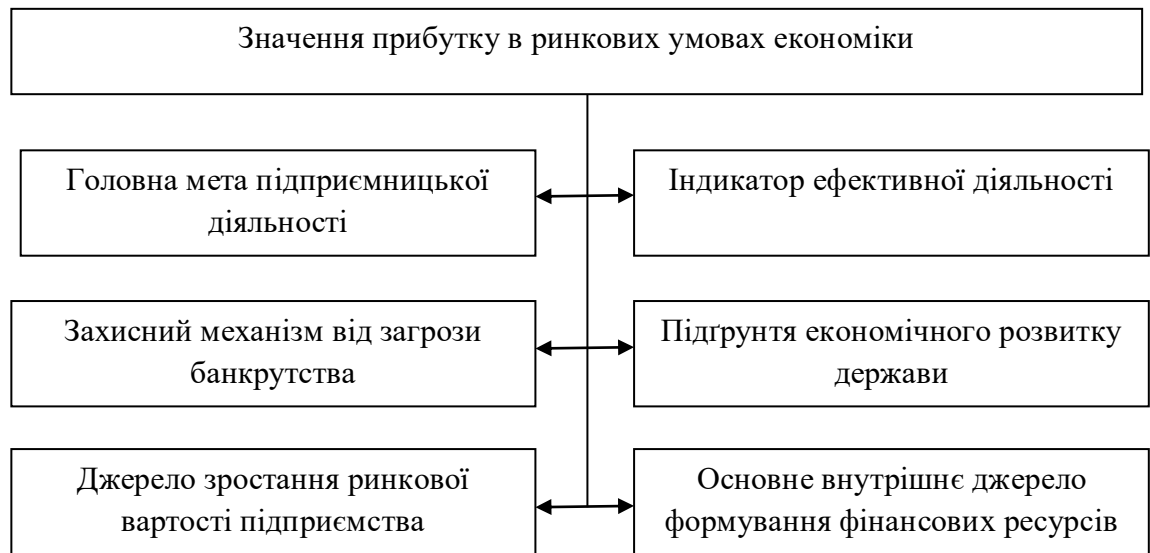 Значення прибутку в ринкових умовах економіки
Головна мета підприємницької
діяльності
Індикатор ефективної діяльності
Захисний механізм від загрози
банкрутства
Підґрунтя економічного розвитку
держави
Джерело зростання ринкової
вартості підприємства
Основне внутрішнє джерело
формування фінансових ресурсів